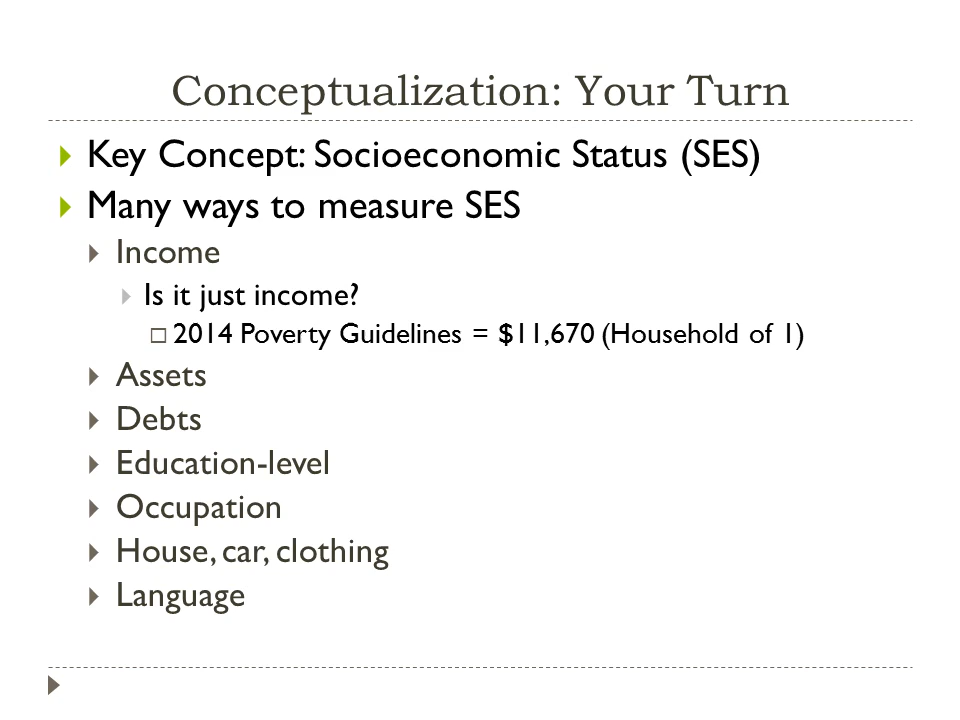 Conceptualization: Your Turn
Key Concept: Socioeconomic Status (SES)
Many ways to measure SES
Income
Is it just income?
2014 Poverty Guidelines = $11,670 (Household of 1)
Assets
Debts
Education-level
Occupation
House, car, clothing
Language